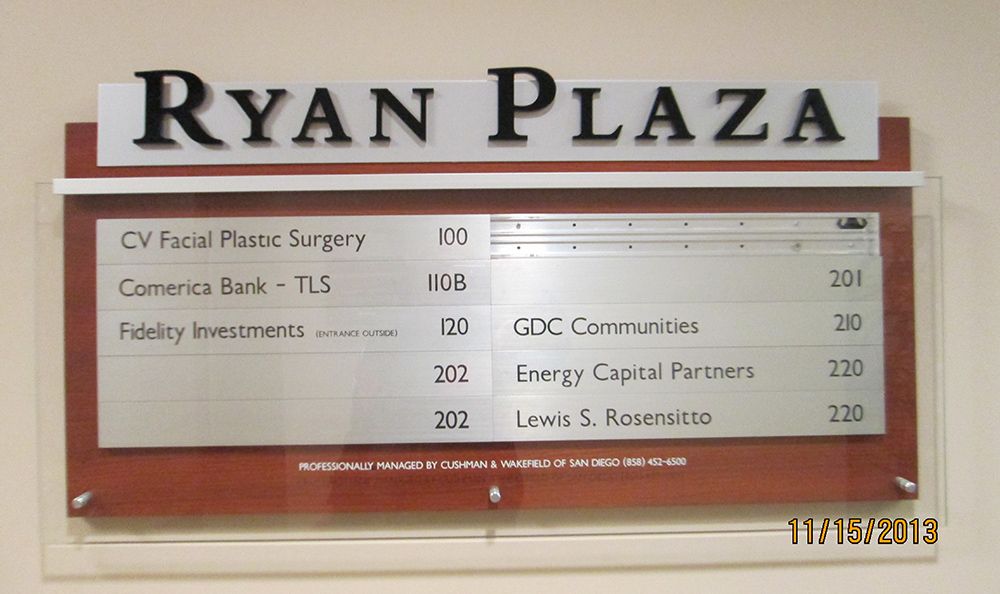 RYAN PLAZA
CV Facial Plastic Surgery 100
Comerica Bank - TLS 110B
Fidelity Investments (ENTRANCE OUTSIDE) 120
202
202
201
GDC Communities 210
Energy Capital Partners 220
Lewis S. Rosensitto 220
PROFESSIONALLY MANAGED BY CUSHMAN & WAKEFIELD OF SAN DIEGO (858) 452-6500
11/15/2013